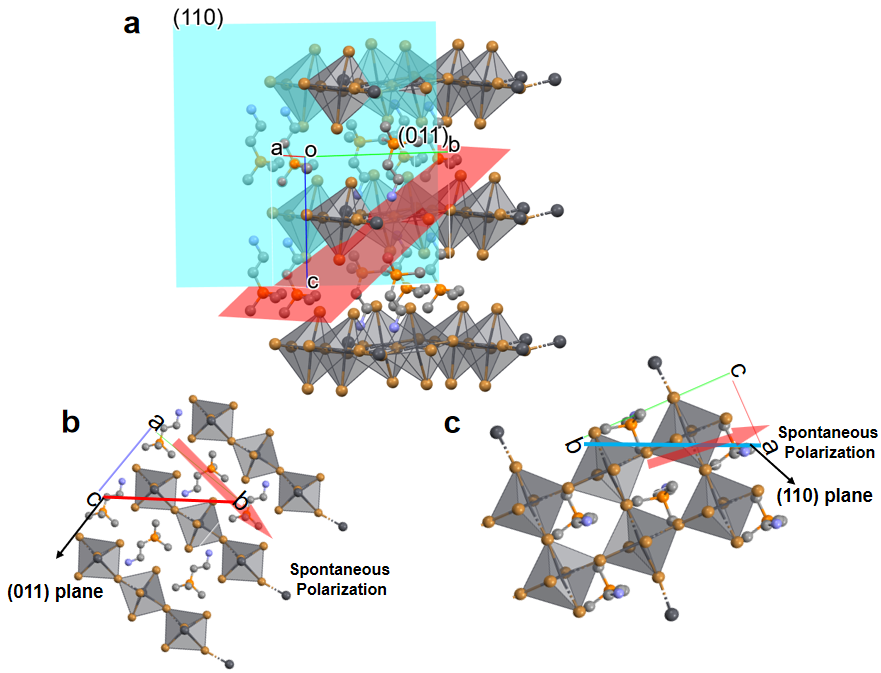 a
(110)
(011)
b
a
o
c
b
a
c
b
(011) plane
Spontaneous
Polarization
c
c
b
a
Spontaneous
Polarization
(110) plane